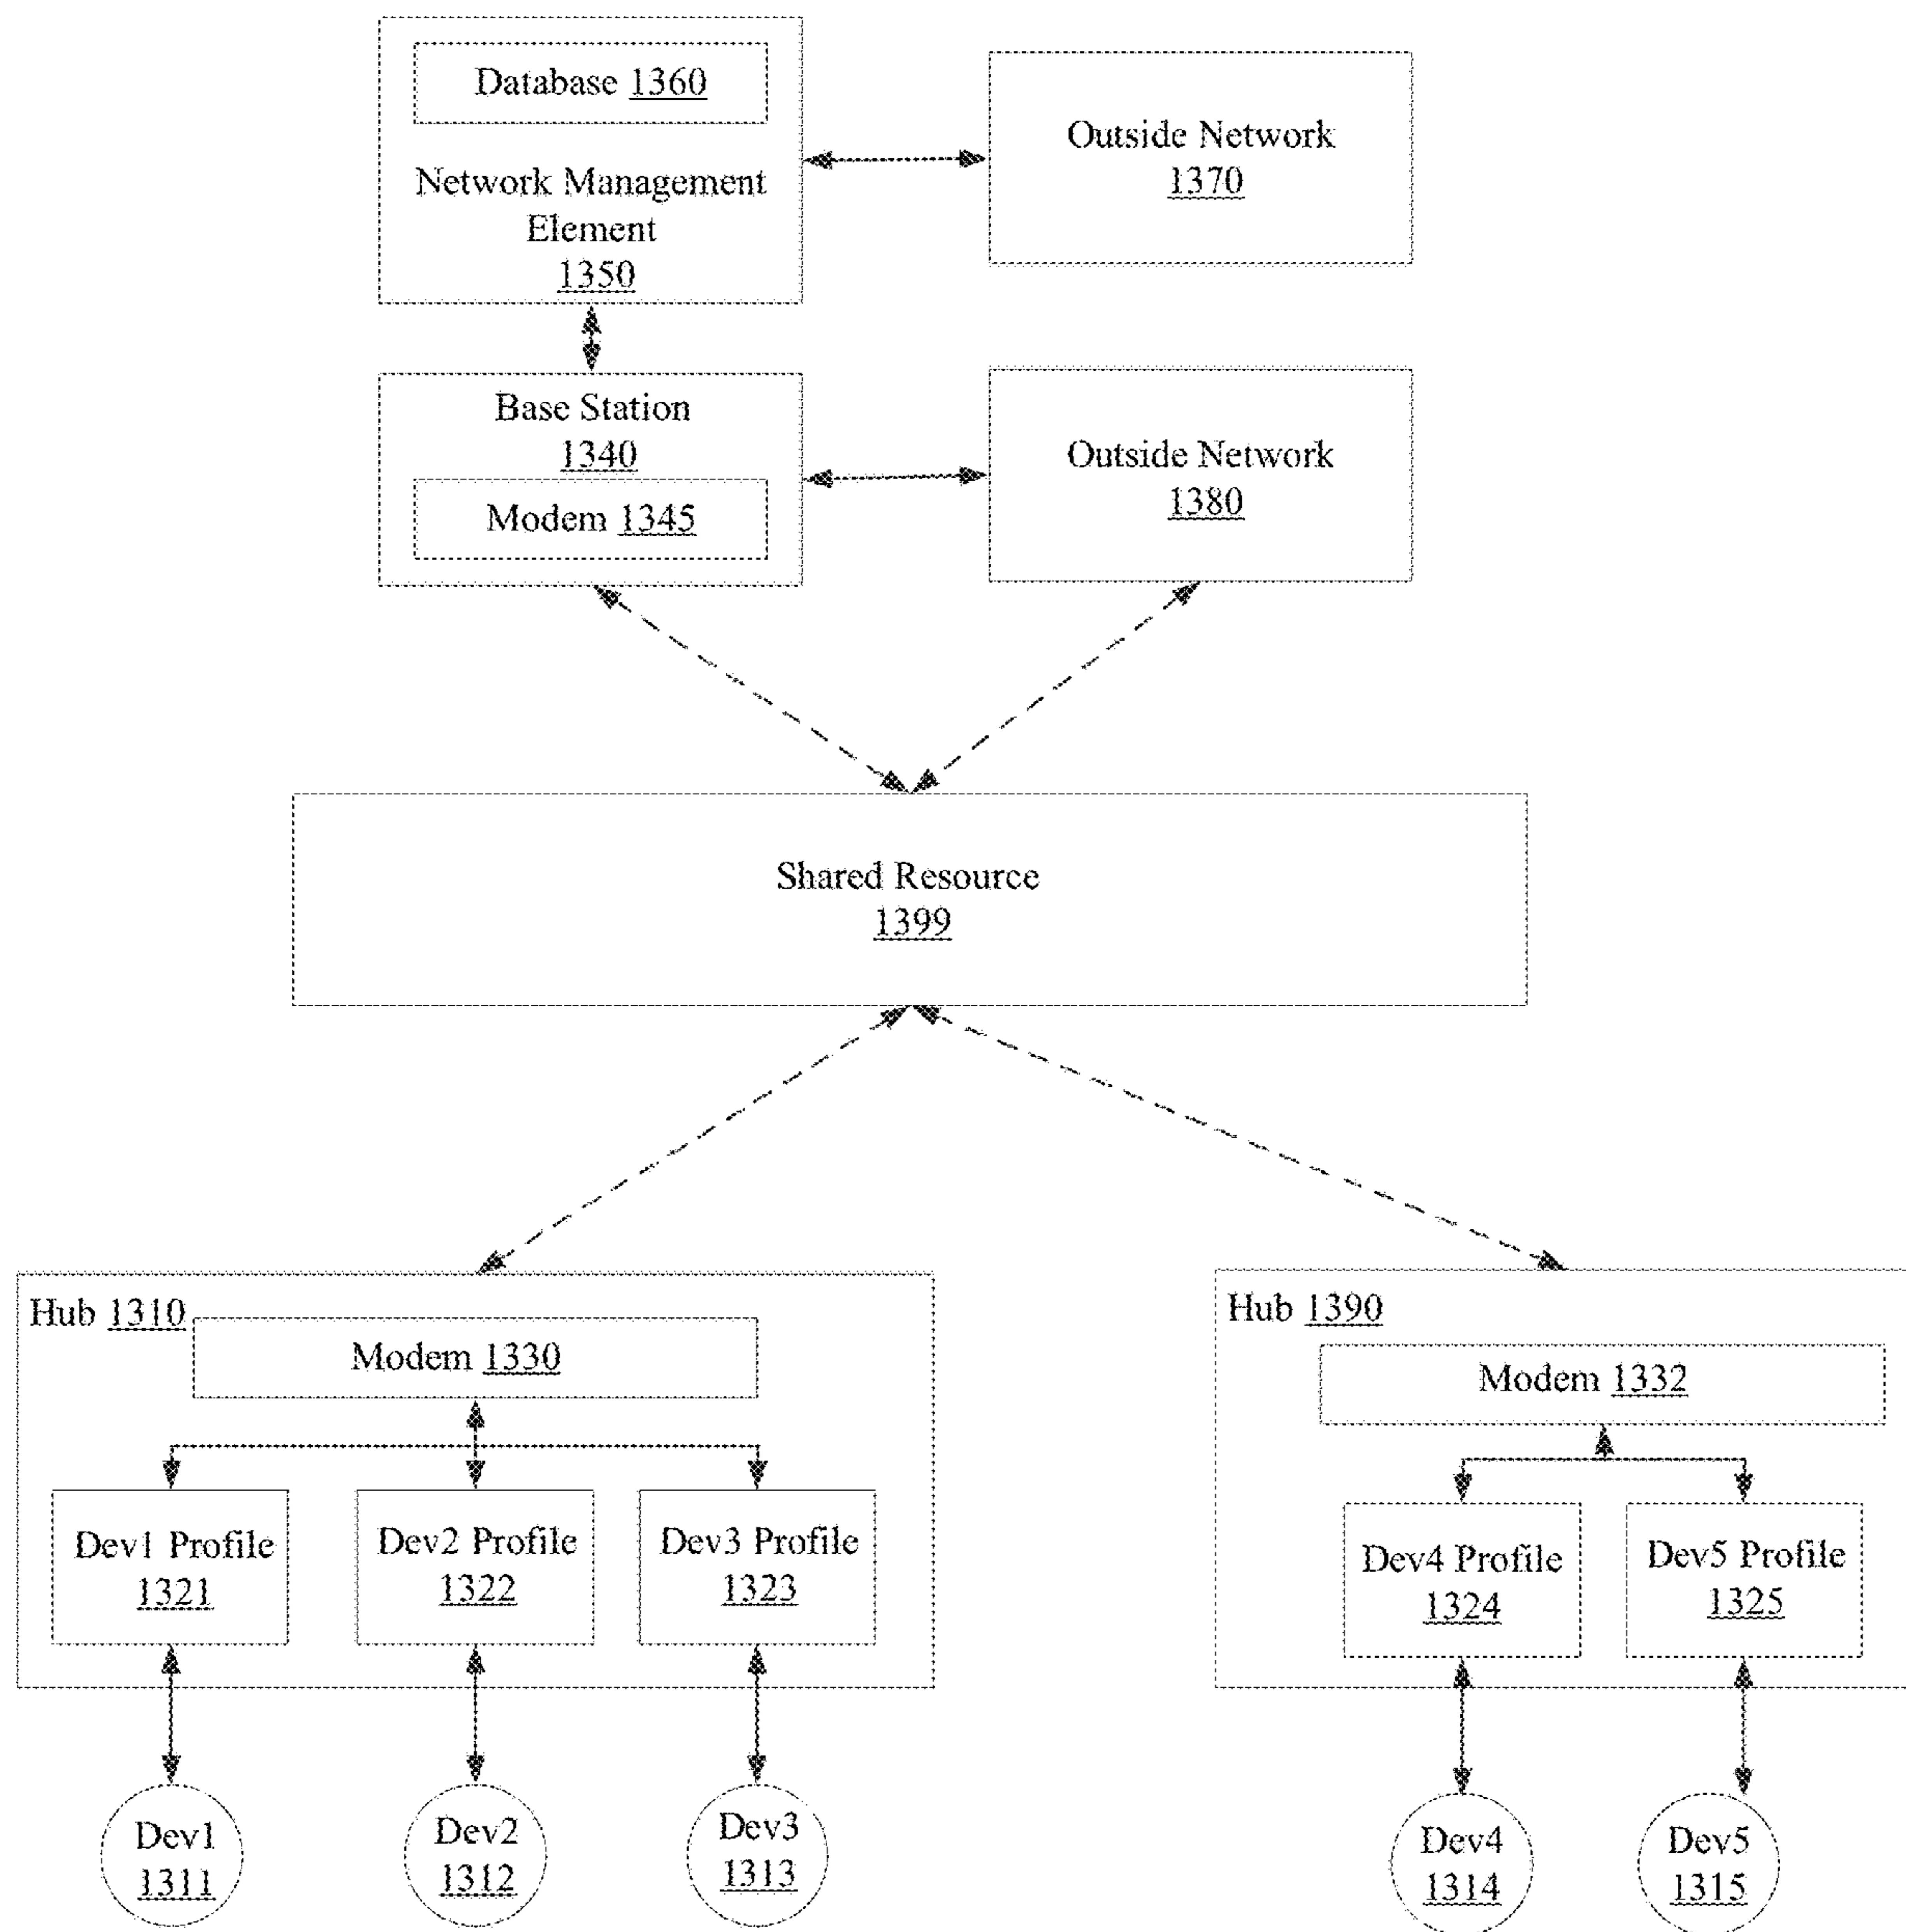 Database 1360
Network Management
Element
1350
Outside Network
1370
Base Station
1340
Modem 1345
Outside Network
1380
Shared Resource
1399
Hub 1310
Modem 1330
Dev1 Profile
1321
Dev2 Profile
1322
Dev3 Profile
1323
Dev1
1311
Dev2
1312
Dev3
1313
Hub 1390
Modem 1332
Dev4 Profile
1324
Dev5 Profile
1325
Dev4
1314
Dev5
1315